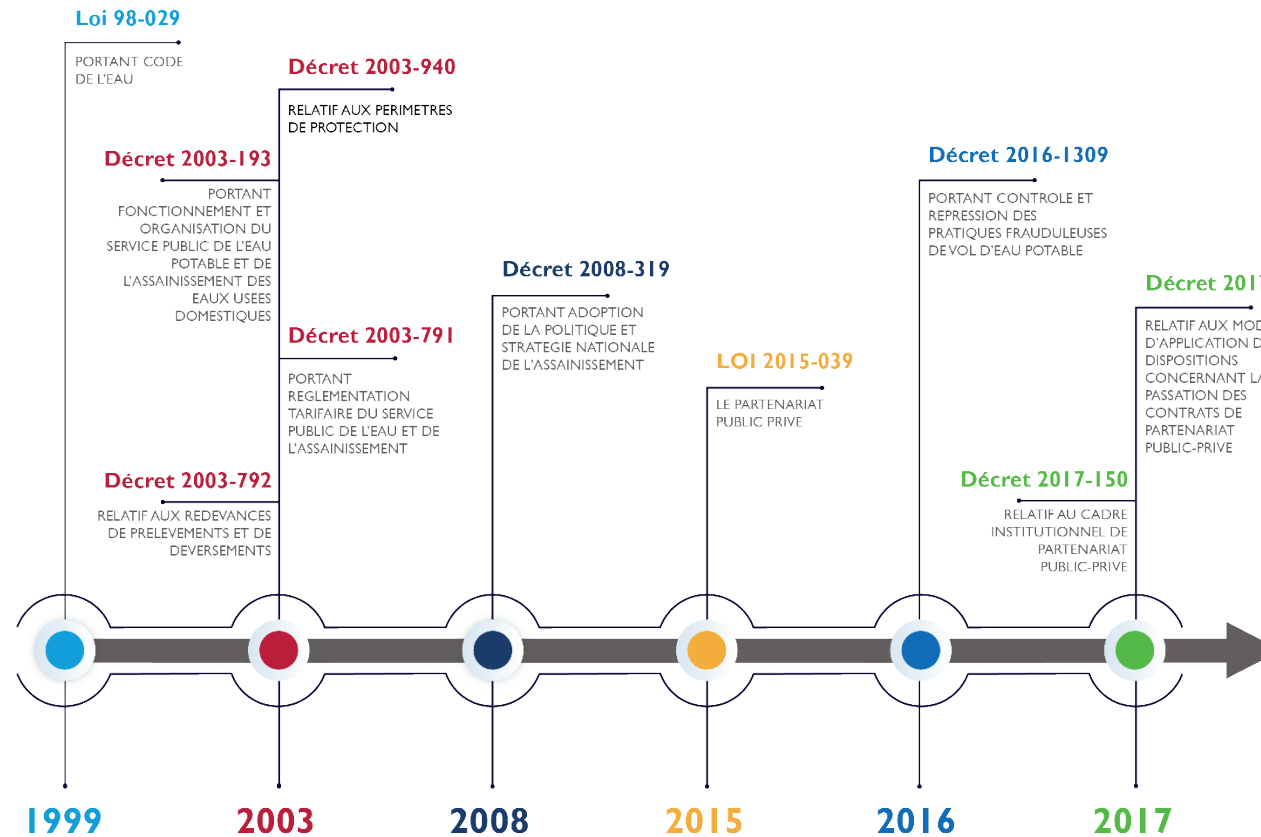 Loi 98-029
PORTANT CODE
DE L'EAU
Décret 2003-940
RELATIF AUX PERIMETRES
DE PROTECTION
Décret 2003-193
PORTANT
FONCTIONNEMENT ET
ORGANISATION DU
SERVICE PUBLIC DE L'EAU
POTABLE ET DE
L'ASSAINISSEMENT DES
EAUX USEES
DOMESTIQUES
Décret 2003-791
PORTANT
REGLEMENTATION
TARIFAIRE DU SERVICE
PUBLIC DE L'EAU ET DE
L'ASSAINISSEMENT
Décret 2003-792
RELATIF AUX REDEVANCES
DE PRELEVEMENTS ET DE
DEVERSEMENTS
Décret 2008-319
PORTANT ADOPTION
DE LA POLITIQUE ET
STRATEGIE NATIONALE
DE L'ASSAINISSEMENT
LOI 2015-039
LE PARTENARIAT
PUBLIC PRIVE
Décret 2016-1309
PORTANT CONTROLE ET
REPRESSION DES
PRATIQUES FRAUDULEUSES
DE VOL D'EAU POTABLE
Décret
RELATIF AUX
D'APPLICATION
DISPOSITIONS
CONCERNANT
PASSATION DES
CONTRATS DE
PARTENARIAT
PUBLIC-PRIVE
Décret 2017-150
RELATIF AU CADRE
INSTITUTIONNEL DE
PARTENARIAT
PUBLIC-PRIVE
1999
2003
2008
2015
2016
2017